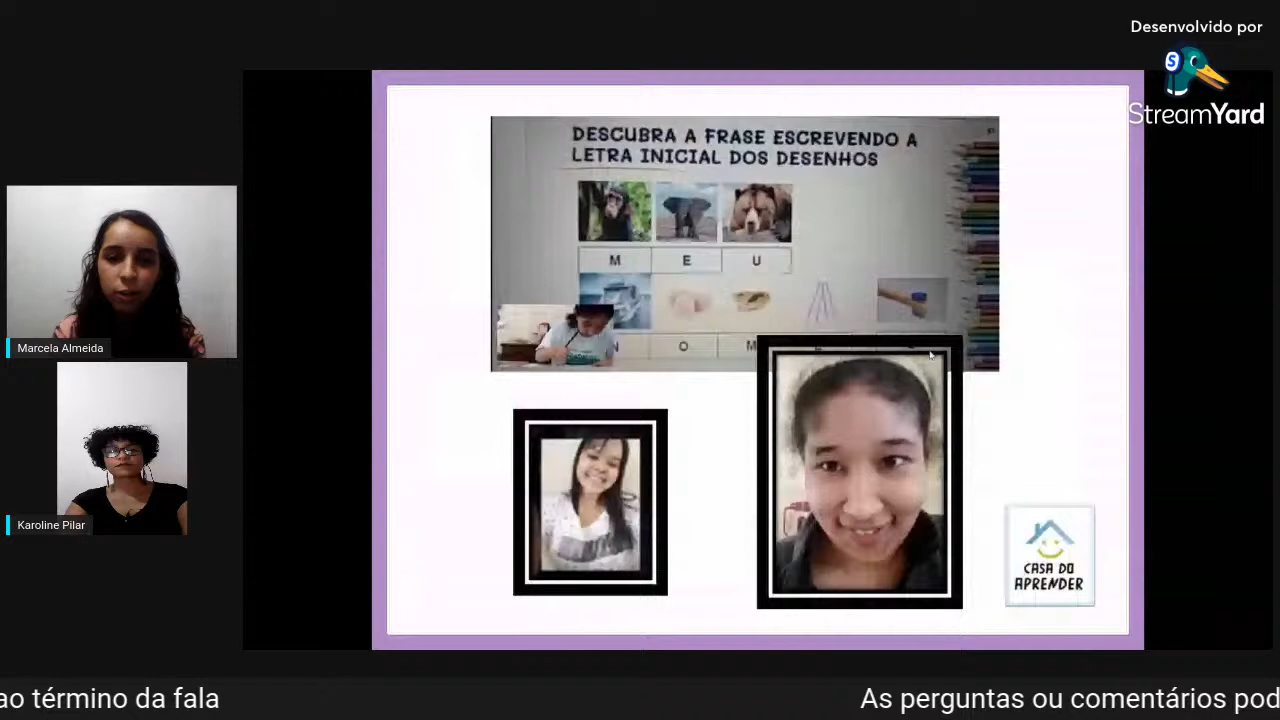 Desenvolvido por
StreamYard
DESCUBRA A FRASE ESCREVENDO A
LETRA INICIAL DOS DESENHOS
M E U
N O M
Marcela Almeida
Karoline Pilar
CASA DO
APRENDER
ao término da fala
As perguntas ou comentários pod